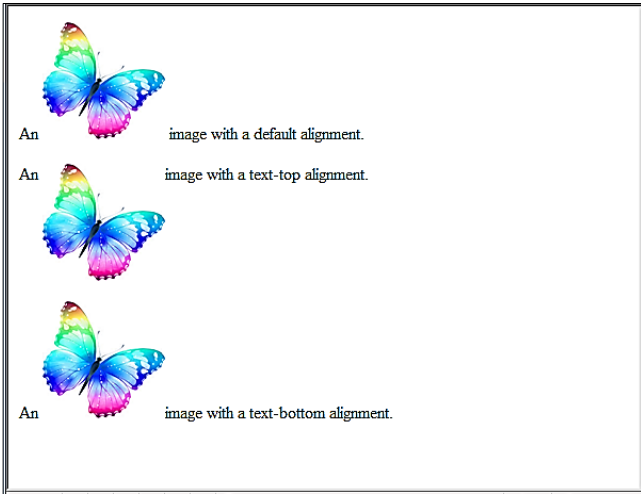 An image with a default alignment.
An image with a text-top alignment.
An image with a text-bottom alignment.